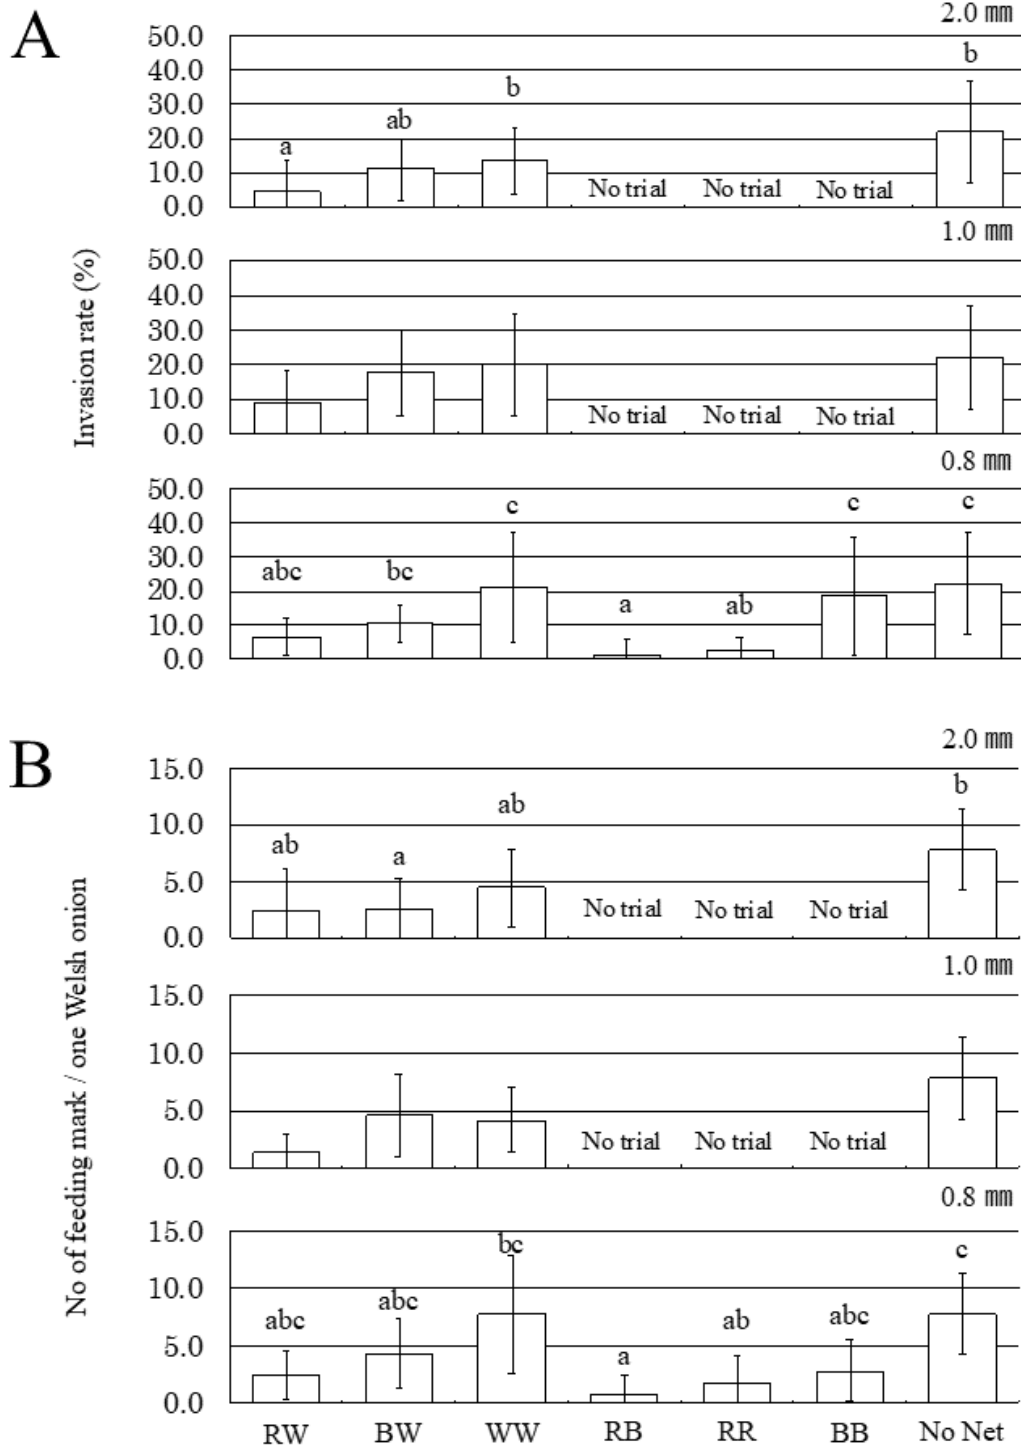 A
2.0 ㎜
50.0
40.0
30.0
20.0
10.0
0.0
a
ab
b
No trial
No trial
No trial
b
1.0 ㎜
50.0
40.0
30.0
20.0
10.0
0.0
No trial
No trial
No trial
Invasion rate (%)
0.8 ㎜
50.0
40.0
30.0
20.0
10.0
0.0
abc
bc
c
a
ab
c
c
B
2.0 ㎜
15.0
10.0
5.0
0.0
ab
a
ab
No trial
No trial
No trial
b
1.0 ㎜
15.0
10.0
5.0
0.0
No trial
No trial
No trial
No of feeding mark / one Welsh onion
0.8 ㎜
15.0
10.0
5.0
0.0
abc
abc
bc
a
ab
abc
c
RW BW WW RB RR BB No Net